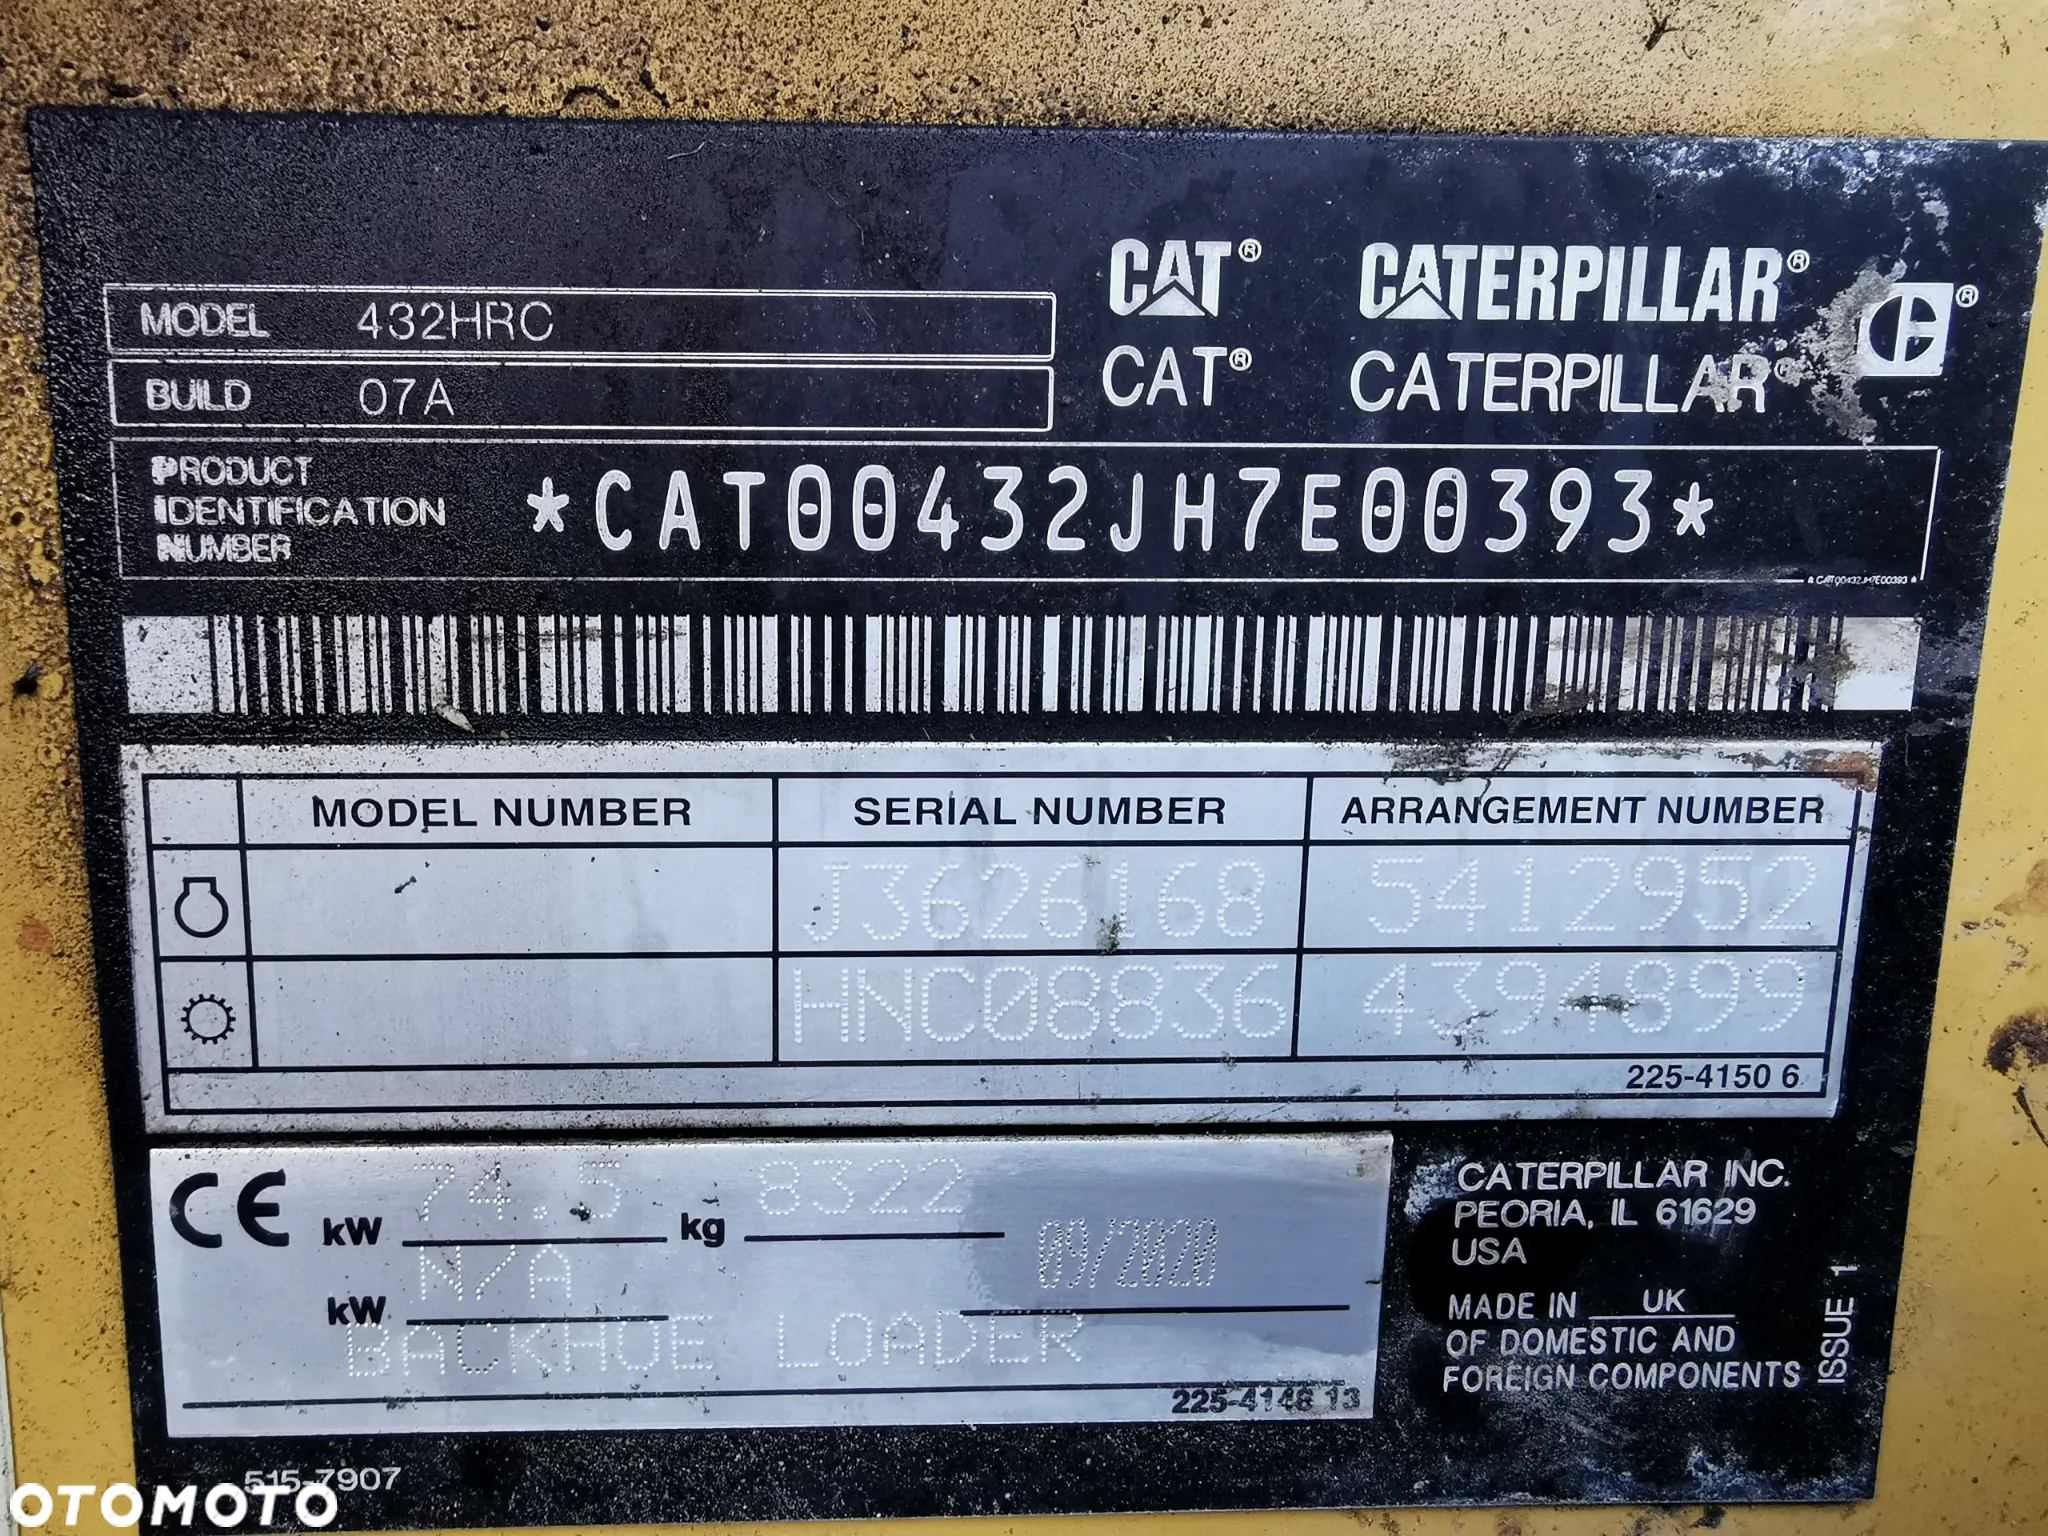 CAT® CATERPILLAR® ®
MODEL 432HRC
CAT® CATERPILLAR®
BUILD 07A
PRODUCT
IDENTIFICATION
NUMBER
*CAT00432JH7E00393*
*CAT00432JH7E00393*
MODEL NUMBER SERIAL NUMBER ARRANGEMENT NUMBER
J3626168 5412952
HNC08836 4394899
225-4150 6
CE kW 74.5 kg 8322
09/2020
kW N/A
BACKHOE LOADER
225-4148 13
CATERPILLAR INC.
PEORIA, IL 61629
USA
MADE IN UK
OF DOMESTIC AND
FOREIGN COMPONENTS
ISSUE 1
515-7907
OTOMOTO